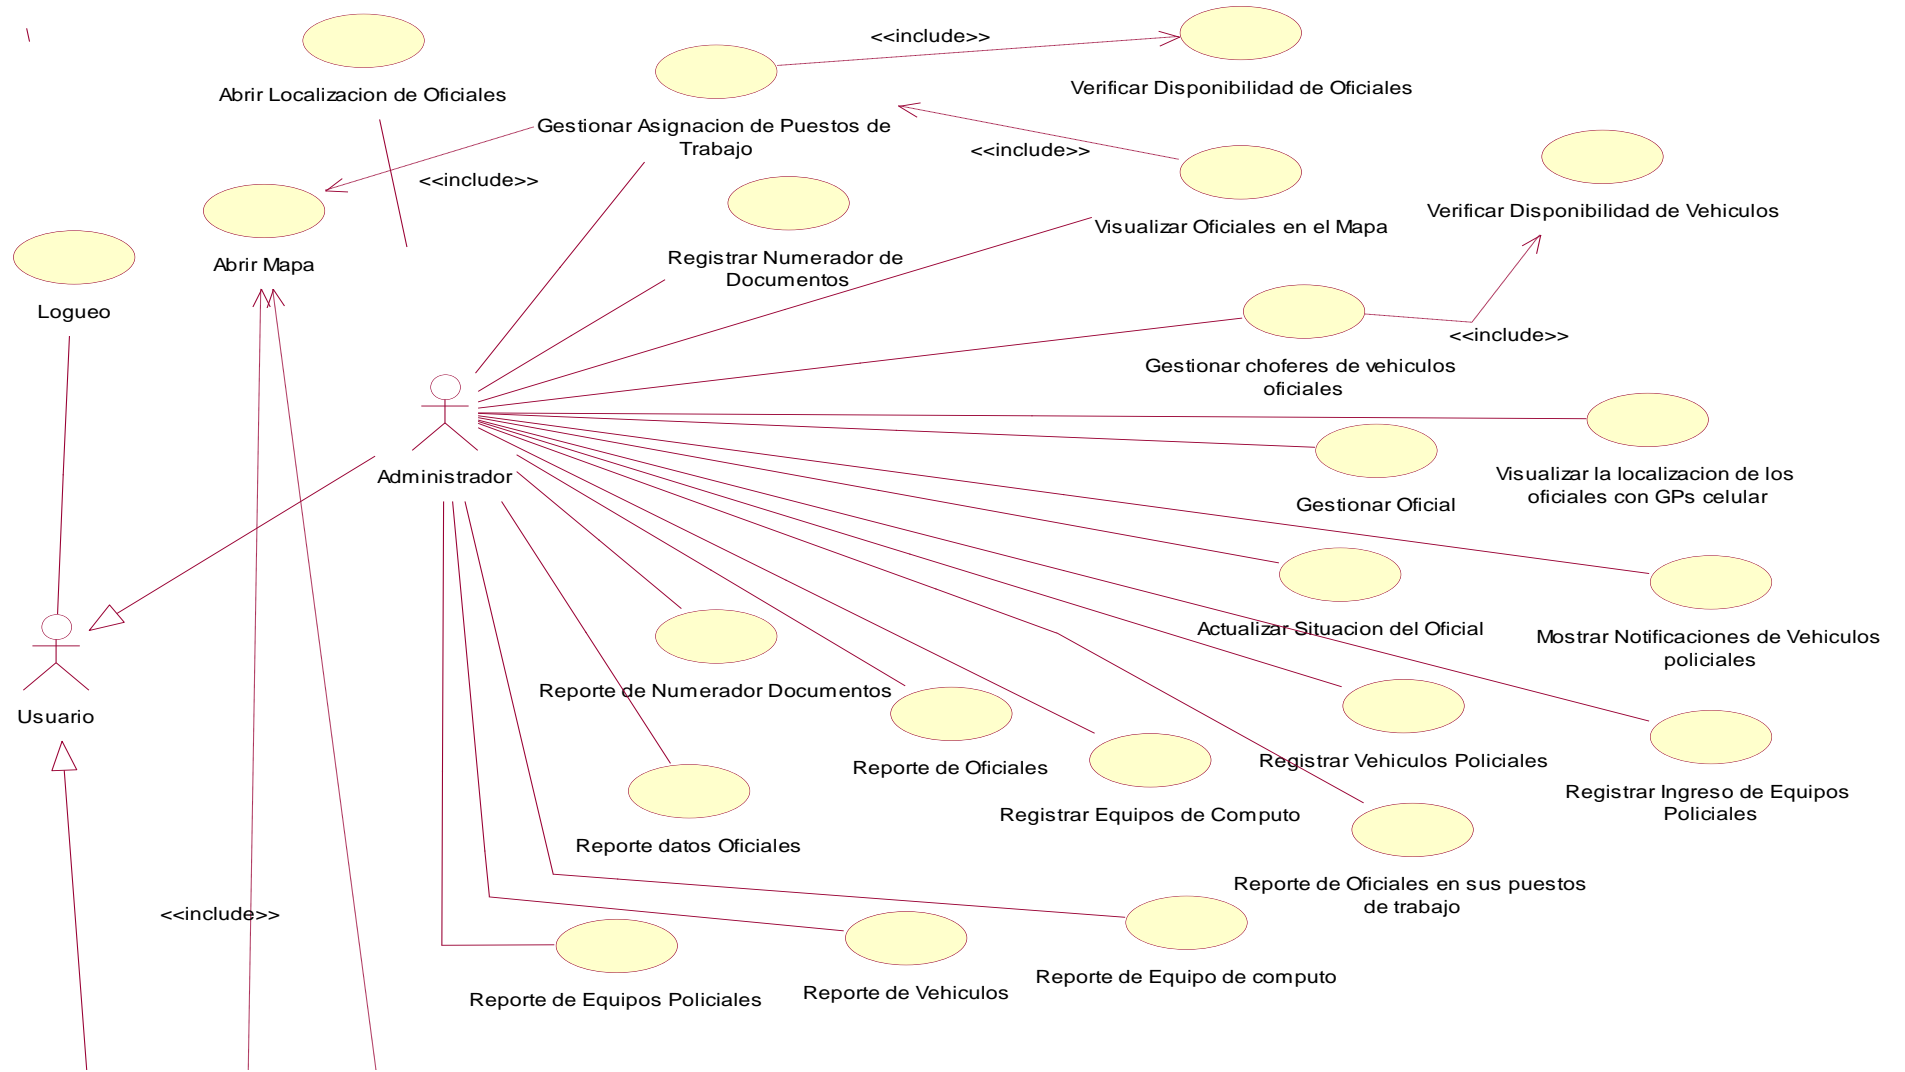 <<include>>
Abrir Localizacion de Oficiales
Verificar Disponibilidad de Oficiales
Gestionar Asignacion de Puestos de
Trabajo
<<include>>
<<include>>
Verificar Disponibilidad de Vehiculos
Visualizar Oficiales en el Mapa
Abrir Mapa
Registrar Numerador de
Documentos
Logueo
<<include>>
Gestionar choferes de vehiculos
oficiales
Administrador
Visualizar la localizacion de los
oficiales con GPs celular
Gestionar Oficial
Actualizar Situacion del Oficial
Mostrar Notificaciones de Vehiculos
policiales
Reporte de Numerador Documentos
Usuario
Reporte de Oficiales
Registrar Vehiculos Policiales
Registrar Ingreso de Equipos
Policiales
Registrar Equipos de Computo
Reporte datos Oficiales
Reporte de Oficiales en sus puestos
de trabajo
<<include>>
Reporte de Equipo de computo
Reporte de Vehiculos
Reporte de Equipos Policiales